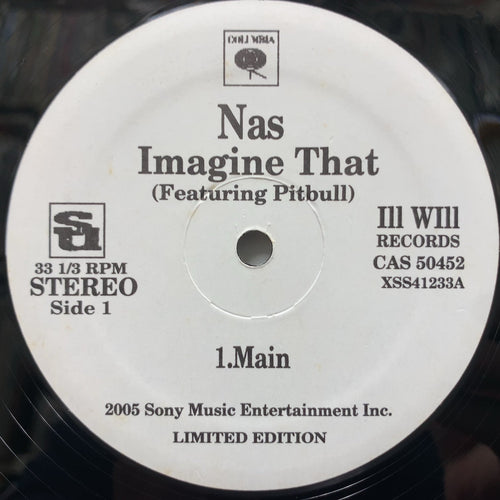 COLUMBIA
Nas
Imagine That
(Featuring Pitbull)
33 1/3 RPM
STEREO
Side 1
Ill WIll
RECORDS
CAS 50452
XSS41233A
1.Main
2005 Sony Music Entertainment Inc.
LIMITED EDITION